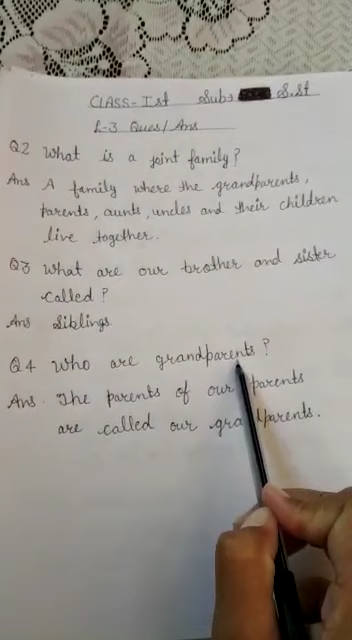 CLASS-Ist Sub: S.St
L-3 Ques/Ans
Q2 What is a joint family?
Ans A family where the grandparents,
parents, aunts, uncles and their children
live together.
Q3 What are our brother and sister
called?
Ans Siblings
Q4 Who are grandparents?
Ans. The parents of our parents
are called our grandparents.